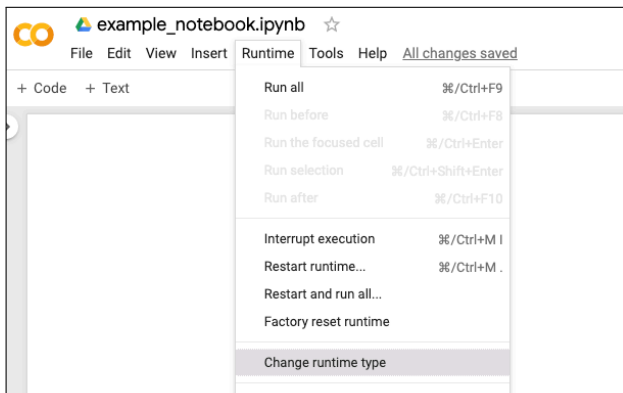 example_notebook.ipynb
File Edit View Insert Runtime Tools Help All changes saved
+ Code + Text
Run all ⌘/Ctrl+F9
Run before ⌘/Ctrl+F8
Run the focused cell ⌘/Ctrl+Enter
Run selection ⌘/Ctrl+Shift+Enter
Run after ⌘/Ctrl+F10
Interrupt execution ⌘/Ctrl+M I
Restart runtime... ⌘/Ctrl+M .
Restart and run all...
Factory reset runtime
Change runtime type